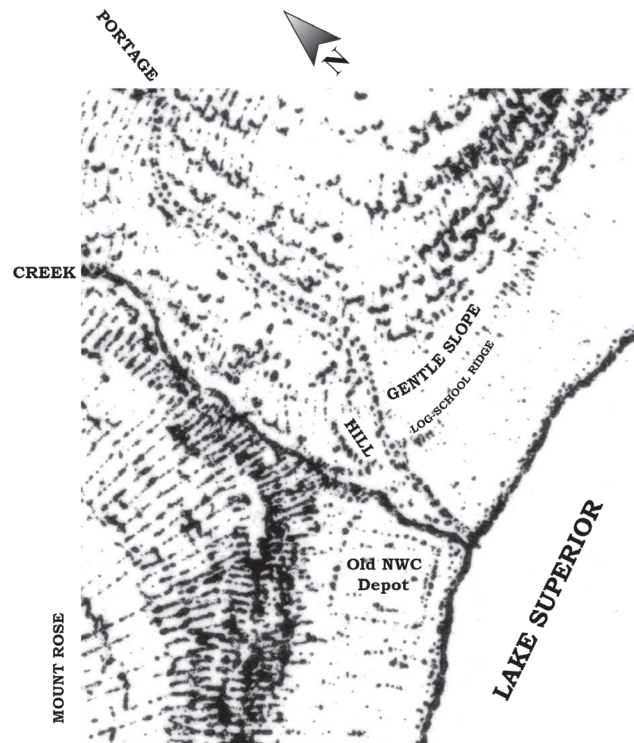 PORTAGE
N
CREEK
GENTLE SLOPE
LOG-SCHOOL RIDGE
HILL
Old NWC
Depot
LAKE SUPERIOR
MOUNT ROSE